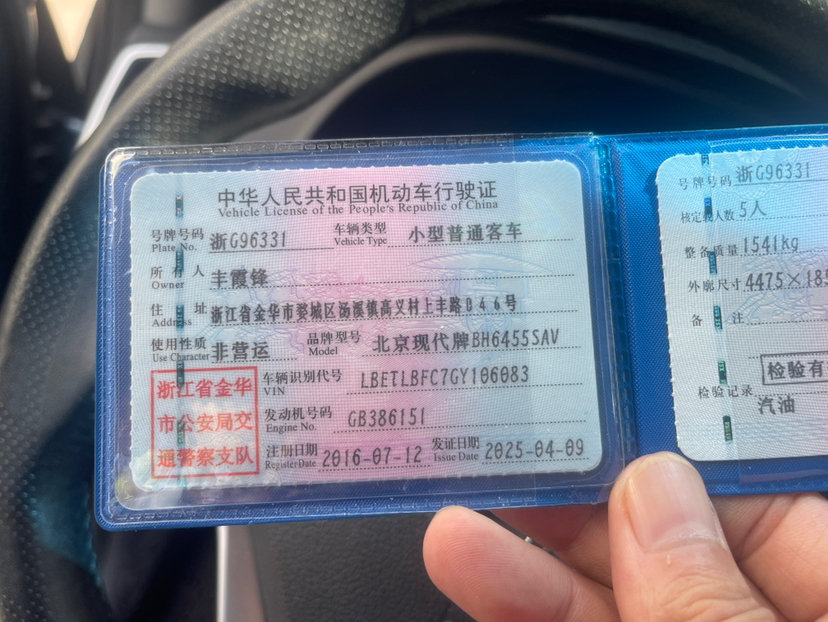 中华人民共和国机动车行驶证
Vehicle License of the People's Republic of China
号牌号码 浙G96331 车辆类型 小型普通客车
Plate No. Vehicle Type
所有人 丰霞锋
Owner
住址 浙江省金华市婺城区汤溪镇高义村上丰路046号
Address
使用性质 非营运 品牌型号 北京现代牌BH6455SAV
Use Character Model
浙江省金华
市公安局交
通警察支队
车辆识别代号 LBETLBFC7GY106083
VIN
发动机号码 GB386151
Engine No.
注册日期 2016-07-12 发证日期 2025-04-09
Register Date Issue Date
号牌号码 浙G96331
核定载人数 5人
整备质量 1541kg
外廓尺寸 4475×185
备注
检验有
检验记录
汽油